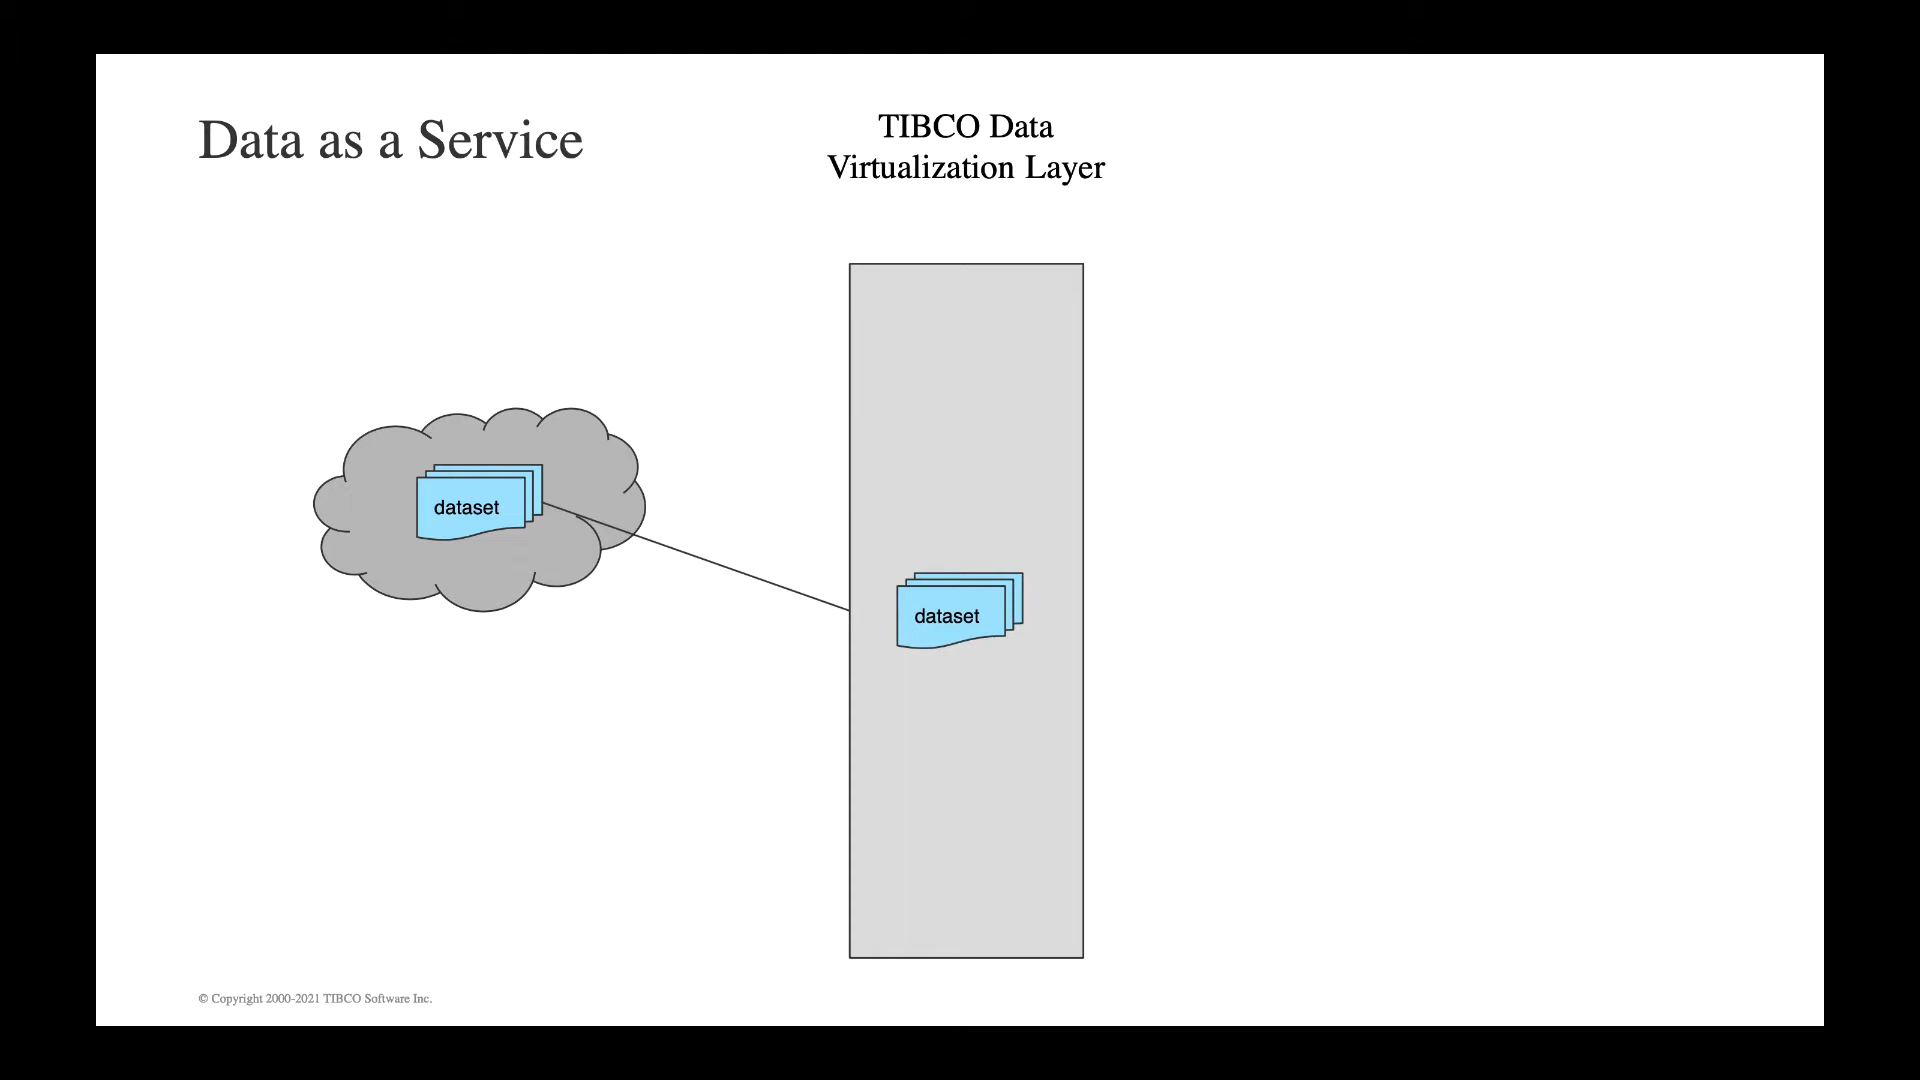 Data as a Service
TIBCO Data
Virtualization Layer
dataset
dataset
© Copyright 2000-2021 TIBCO Software Inc.